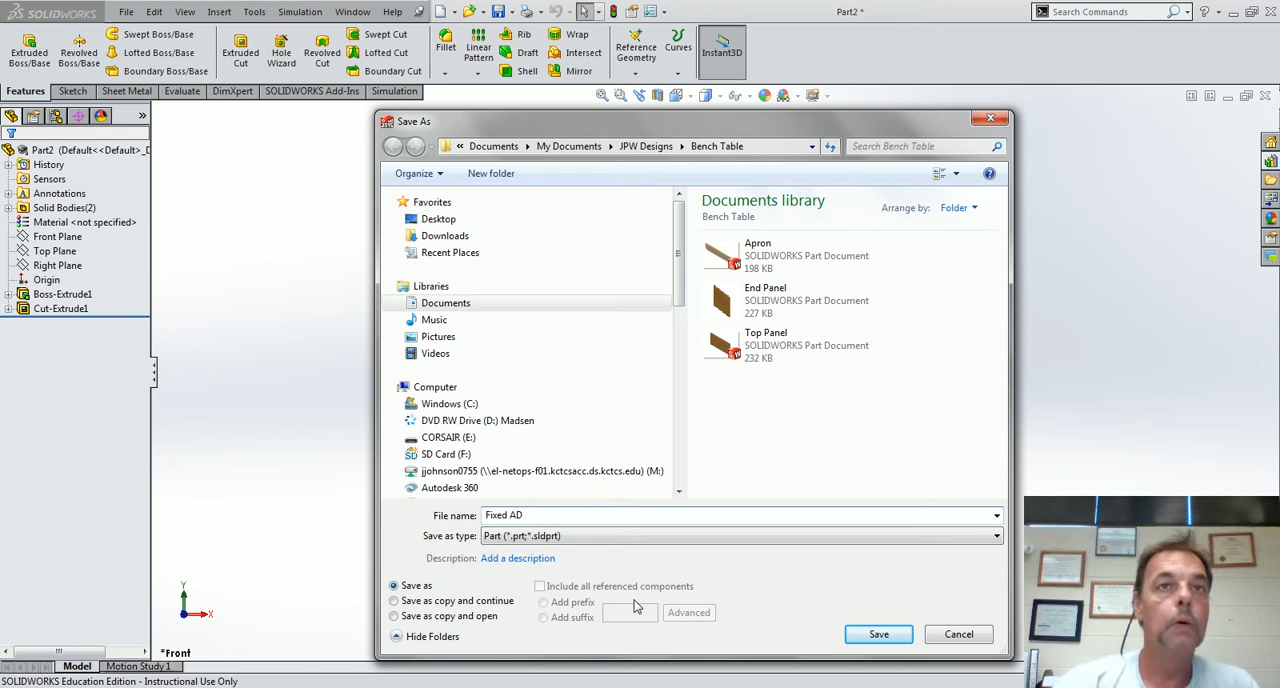 SOLIDWORKS File Edit View Insert Tools Simulation Window Help Part2 * Search Commands
Extruded Boss/Base
Revolved Boss/Base
Swept Boss/Base
Lofted Boss/Base
Boundary Boss/Base
Extruded Cut
Hole Wizard
Revolved Cut
Swept Cut
Lofted Cut
Boundary Cut
Fillet
Linear Pattern
Rib
Draft
Shell
Wrap
Intersect
Mirror
Reference Geometry
Curves
Instant3D
Features Sketch Sheet Metal Evaluate DimXpert SOLIDWORKS Add-Ins Simulation
Part2 (Default<<Default>_D
History
Sensors
Annotations
Solid Bodies(2)
Material <not specified>
Front Plane
Top Plane
Right Plane
Origin
Boss-Extrude1
Cut-Extrude1
Save As
« Documents My Documents JPW Designs Bench Table Search Bench Table
Organize New folder
Favorites
Desktop
Downloads
Recent Places
Libraries
Documents
Music
Pictures
Videos
Computer
Windows (C:)
DVD RW Drive (D:) Madsen
CORSAIR (E:)
SD Card (F:)
jjohnson0755 (\\el-netops-f01.kctcsacc.ds.kctcs.edu) (M:)
Autodesk 360
Documents library
Bench Table
Arrange by: Folder
Apron
SOLIDWORKS Part Document
198 KB
End Panel
SOLIDWORKS Part Document
227 KB
Top Panel
SOLIDWORKS Part Document
232 KB
File name: Fixed AD
Save as type: Part (*.prt;*.sldprt)
Description: Add a description
Save as
Save as copy and continue
Save as copy and open
Include all referenced components
Add prefix
Add suffix
Advanced
Hide Folders
Save Cancel
Y
X
*Front
Model Motion Study 1
SOLIDWORKS Education Edition - Instructional Use Only